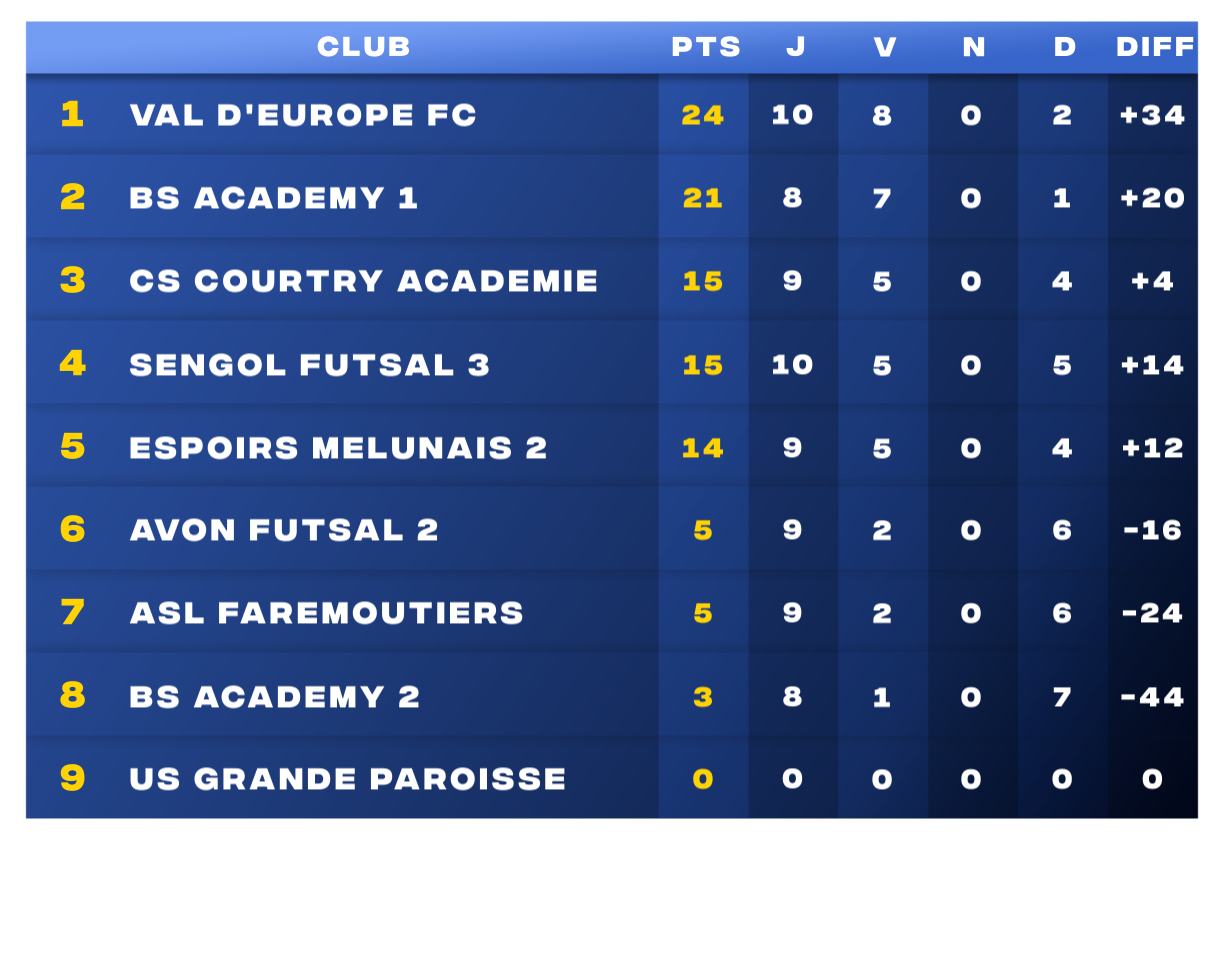 CLUB PTS J V N D DIFF
1 VAL D'EUROPE FC 24 10 8 0 2 +34
2 BS ACADEMY 1 21 8 7 0 1 +20
3 CS COURTRY ACADEMIE 15 9 5 0 4 +4
4 SENGOL FUTSAL 3 15 10 5 0 5 +14
5 ESPOIRS MELUNAIS 2 14 9 5 0 4 +12
6 AVON FUTSAL 2 5 9 2 0 6 -16
7 ASL FAREMOUTIERS 5 9 2 0 6 -24
8 BS ACADEMY 2 3 8 1 0 7 -44
9 US GRANDE PAROISSE 0 0 0 0 0 0